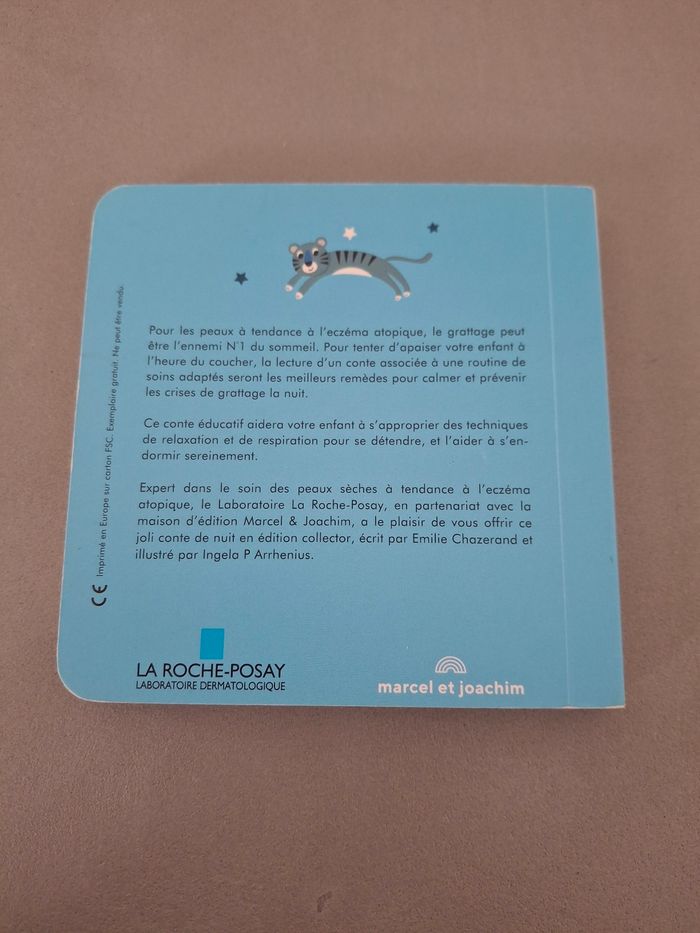 Pour les peaux à tendance à l'eczéma atopique, le grattage peut
être l'ennemi N°1 du sommeil. Pour tenter d'apaiser votre enfant à
l'heure du coucher, la lecture d'un conte associée à une routine de
soins adaptés seront les meilleurs remèdes pour calmer et prévenir
les crises de grattage la nuit.
Ce conte éducatif aidera votre enfant à s'approprier des techniques
de relaxation et de respiration pour se détendre, et l'aider à s'en-
dormir sereinement.
Expert dans le soin des peaux sèches à tendance à l'eczéma
atopique, le Laboratoire La Roche-Posay, en partenariat avec la
maison d'édition Marcel & Joachim, a le plaisir de vous offrir ce
joli conte de nuit en édition collector, écrit par Emilie Chazerand et
illustré par Ingela P Arrhenius.
CE Imprimé en Europe sur carton FSC. Exemplaire gratuit. Ne peut être vendu
LA ROCHE-POSAY
LABORATOIRE DERMATOLOGIQUE
marcel et joachim